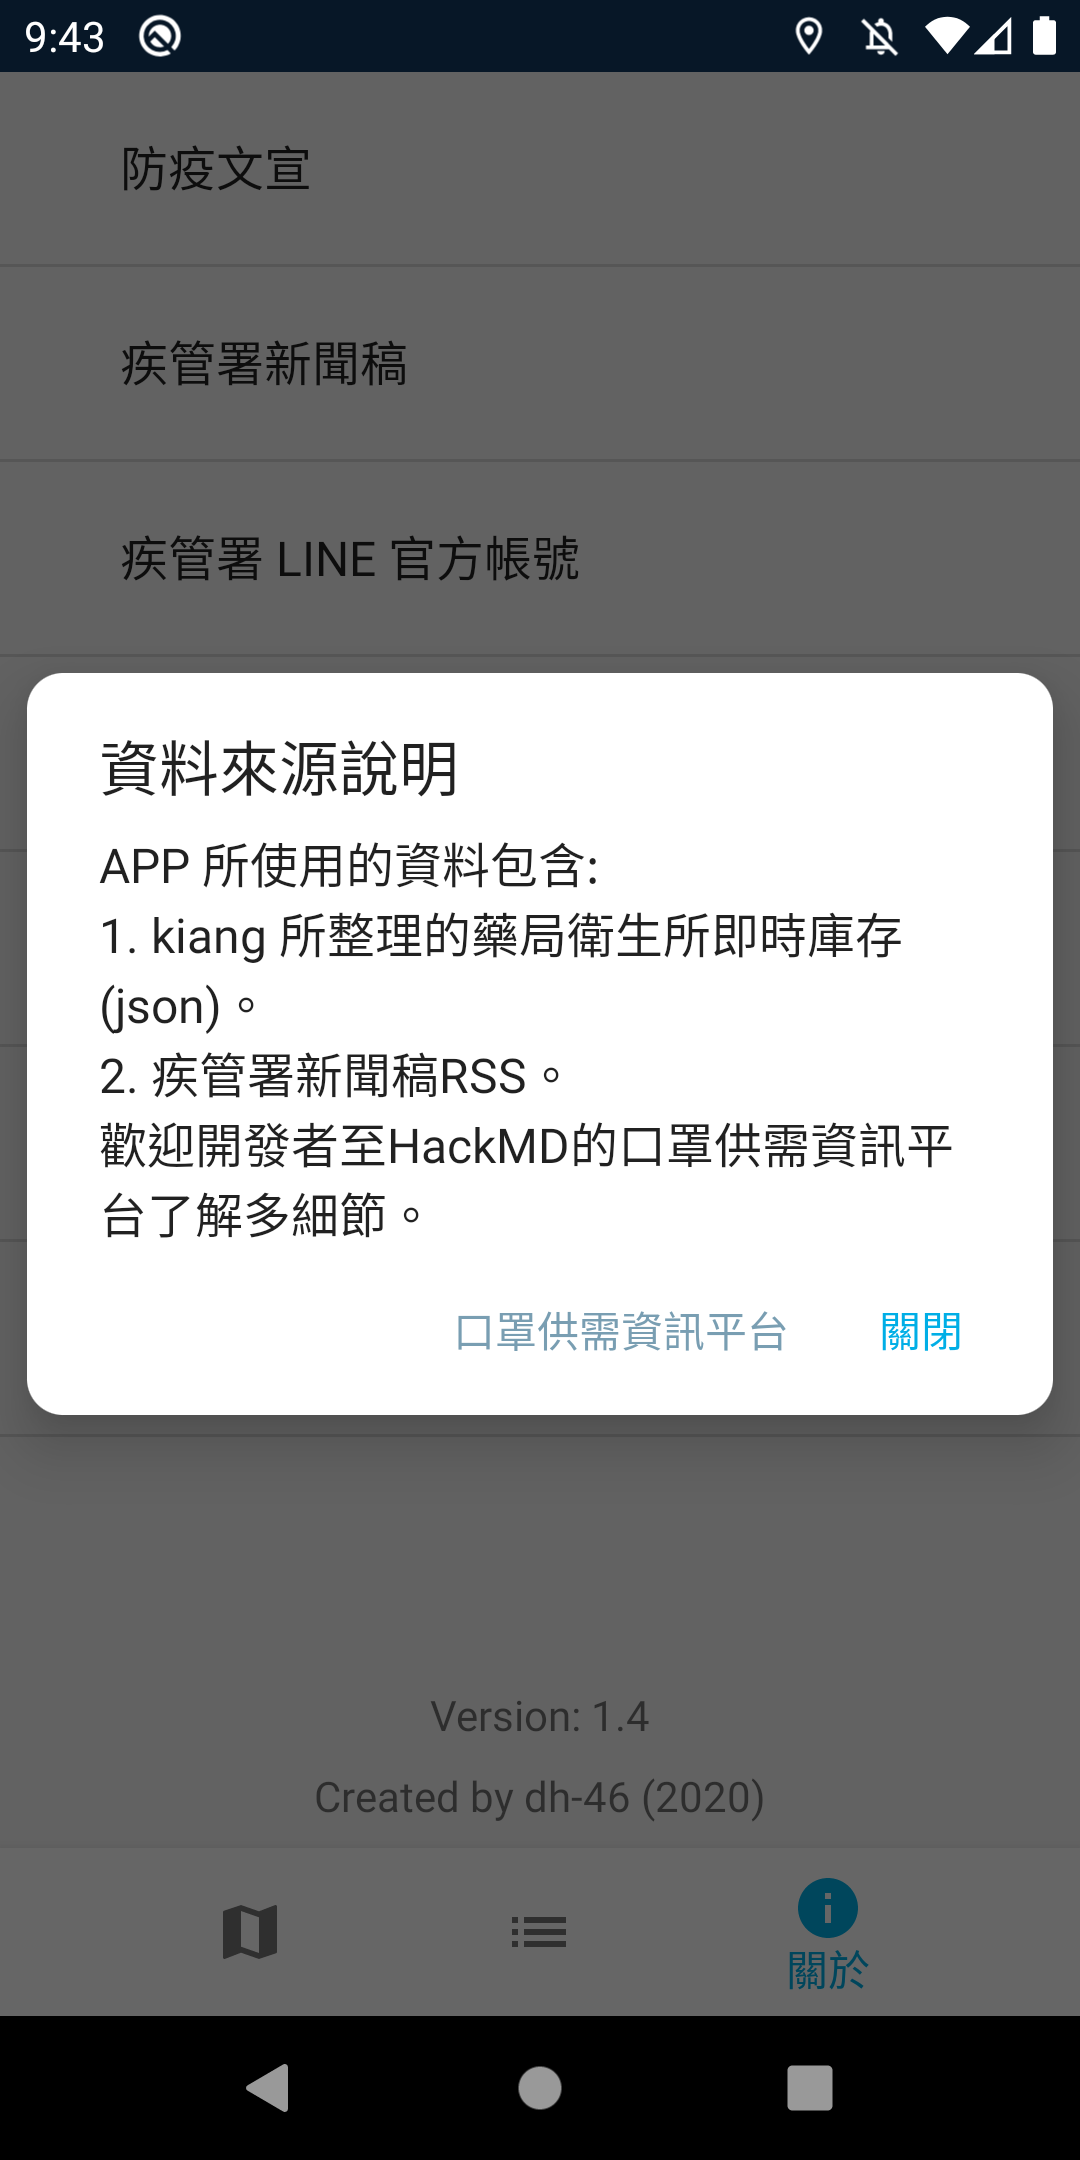 9:43
防疫文宣
疾管署新聞稿
疾管署 LINE 官方帳號
資料來源說明
APP 所使用的資料包含:
1. kiang 所整理的藥局衛生所即時庫存
(json)。
2. 疾管署新聞稿RSS。
歡迎開發者至HackMD的口罩供需資訊平
台了解多細節。
口罩供需資訊平台
關閉
Version: 1.4
Created by dh-46 (2020)
關於